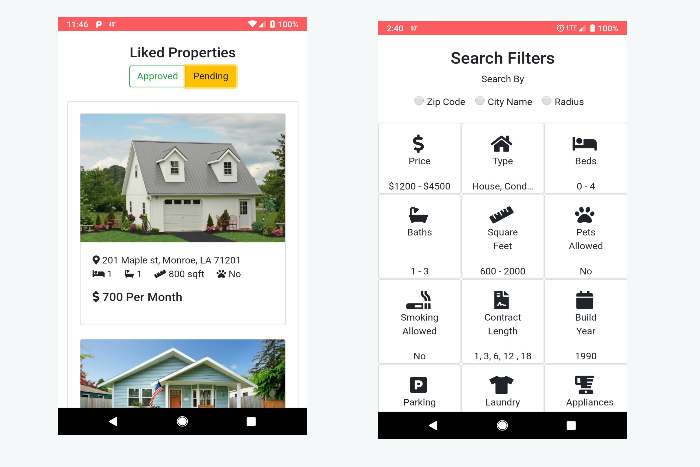 11:46 P 40° 100%
Liked Properties
Approved Pending
201 Maple st, Monroe, LA 71201
1 1 800 sqft No
$ 700 Per Month
2:40 LTE 100%
Search Filters
Search By
Zip Code City Name Radius
$
Price Type Beds
$1200 - $4500 House, Cond... 0 - 4
Baths Square Feet Pets Allowed
1 - 3 600 - 2000 No
Smoking Allowed Contract Length Build Year
No 1, 3, 6, 12 , 18 1990
P
Parking Laundry Appliances